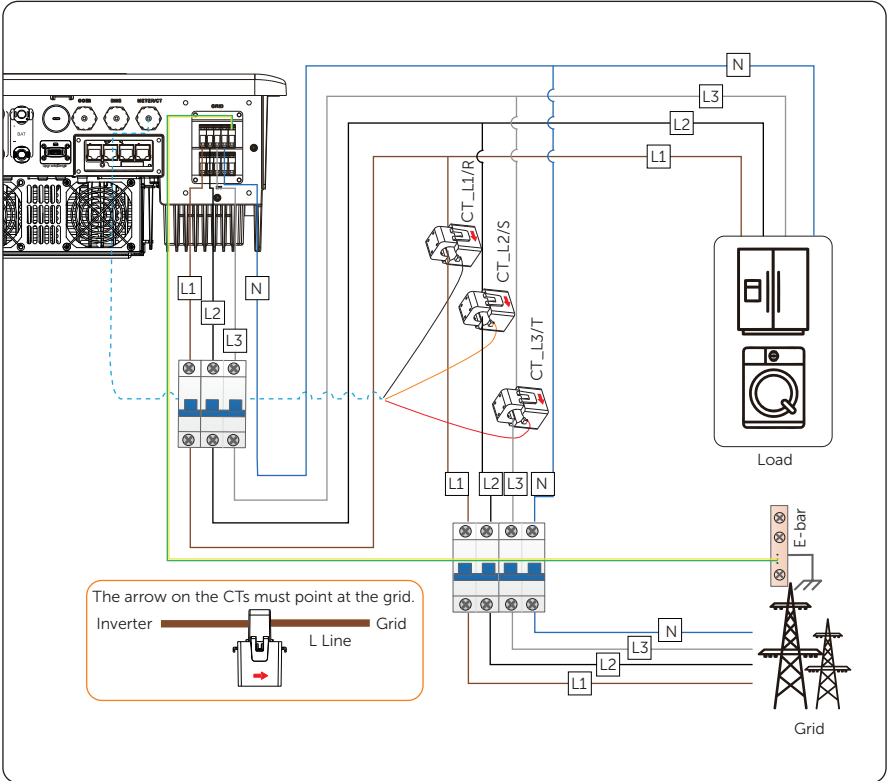 COM BMS METER/CT GRID
BAT
N
L3
L2
L1
CT_L1/R
CT_L2/S
CT_L3/T
L1
L2
L3
N
Load
L1
L2
L3
N
E-bar
The arrow on the CTs must point at the grid.
Inverter
Grid
L Line
N
L3
L2
L1
Grid